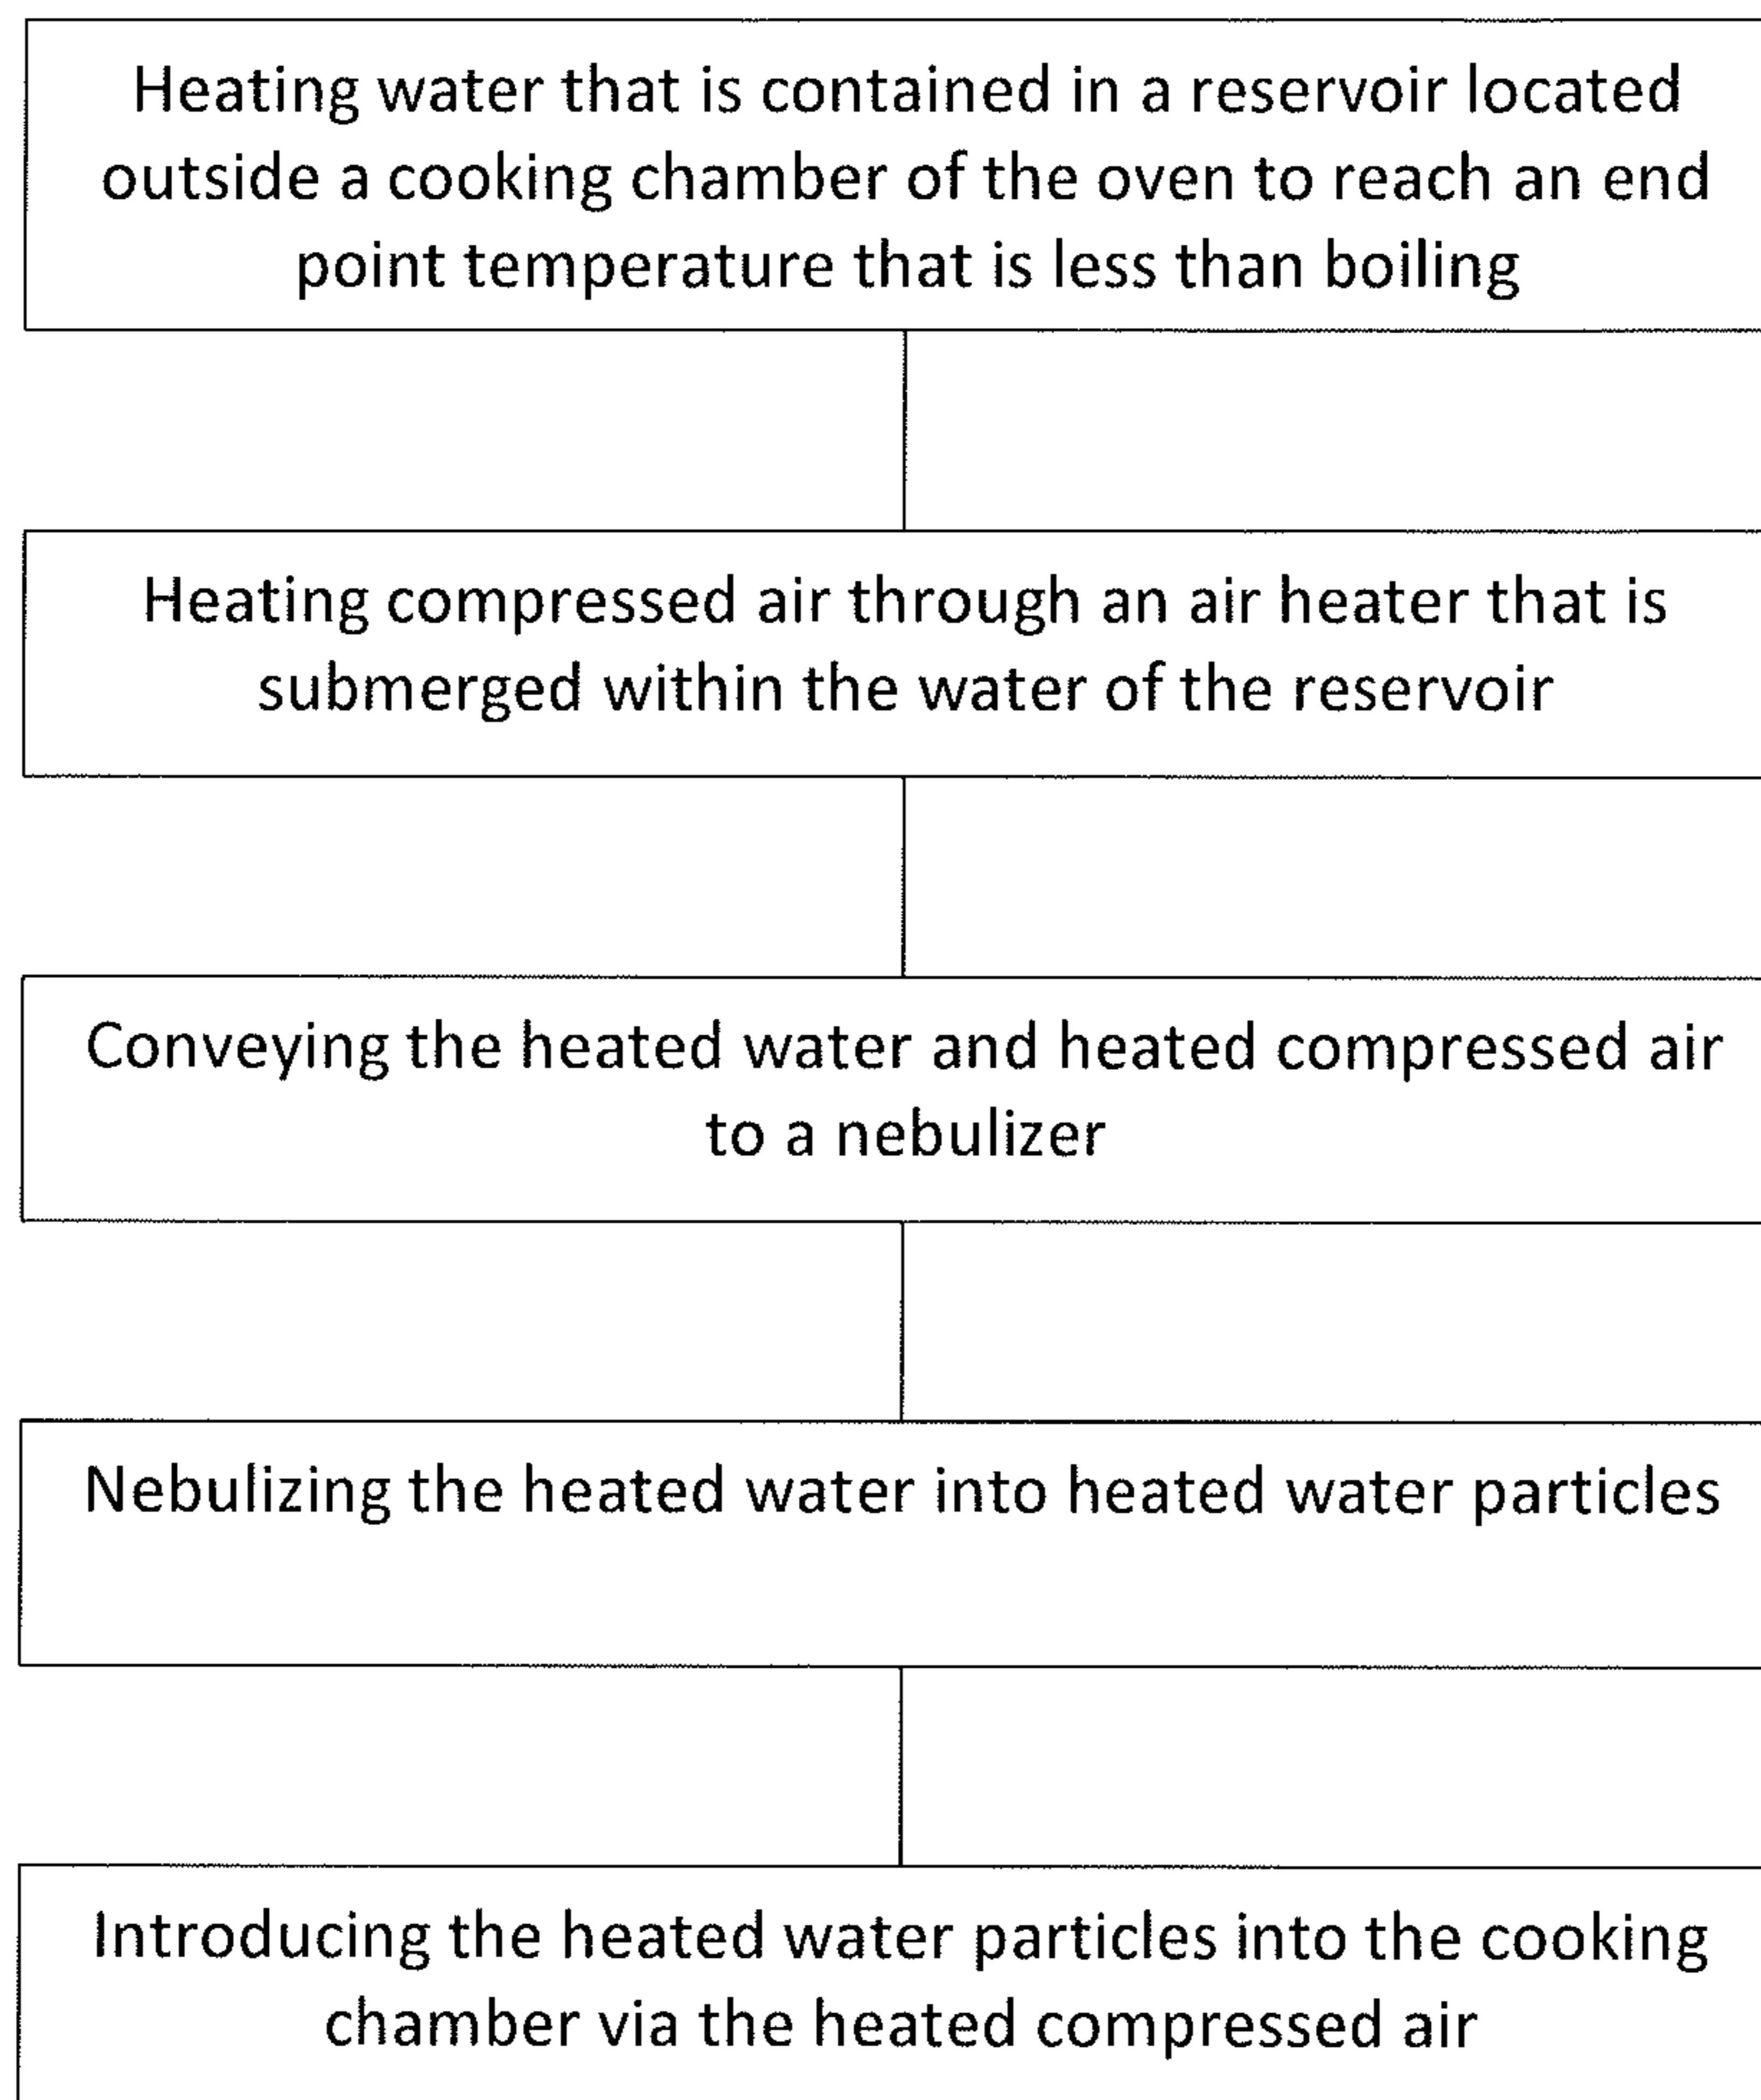 Heating water that is contained in a reservoir located
outside a cooking chamber of the oven to reach an end
point temperature that is less than boiling
Heating compressed air through an air heater that is
submerged within the water of the reservoir
Conveying the heated water and heated compressed air
to a nebulizer
Nebulizing the heated water into heated water particles
Introducing the heated water particles into the cooking
chamber via the heated compressed air